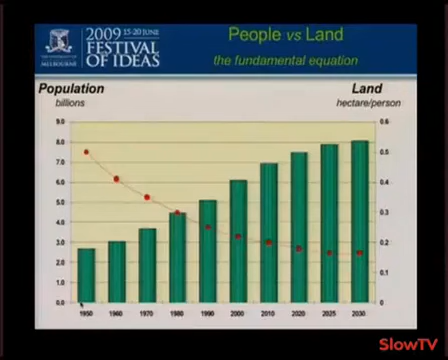 2009 15-20 JUNE
FESTIVAL
OF IDEAS
MELBOURNE
People vs Land
the fundamental equation
Population
billions
Land
hectare/person
9.0
8.0
7.0
6.0
5.0
4.0
3.0
2.0
1.0
0.0
0.6
0.5
0.4
0.3
0.2
0.1
0
1950 1960 1970 1980 1990 2000 2010 2020 2025 2030
SlowTV